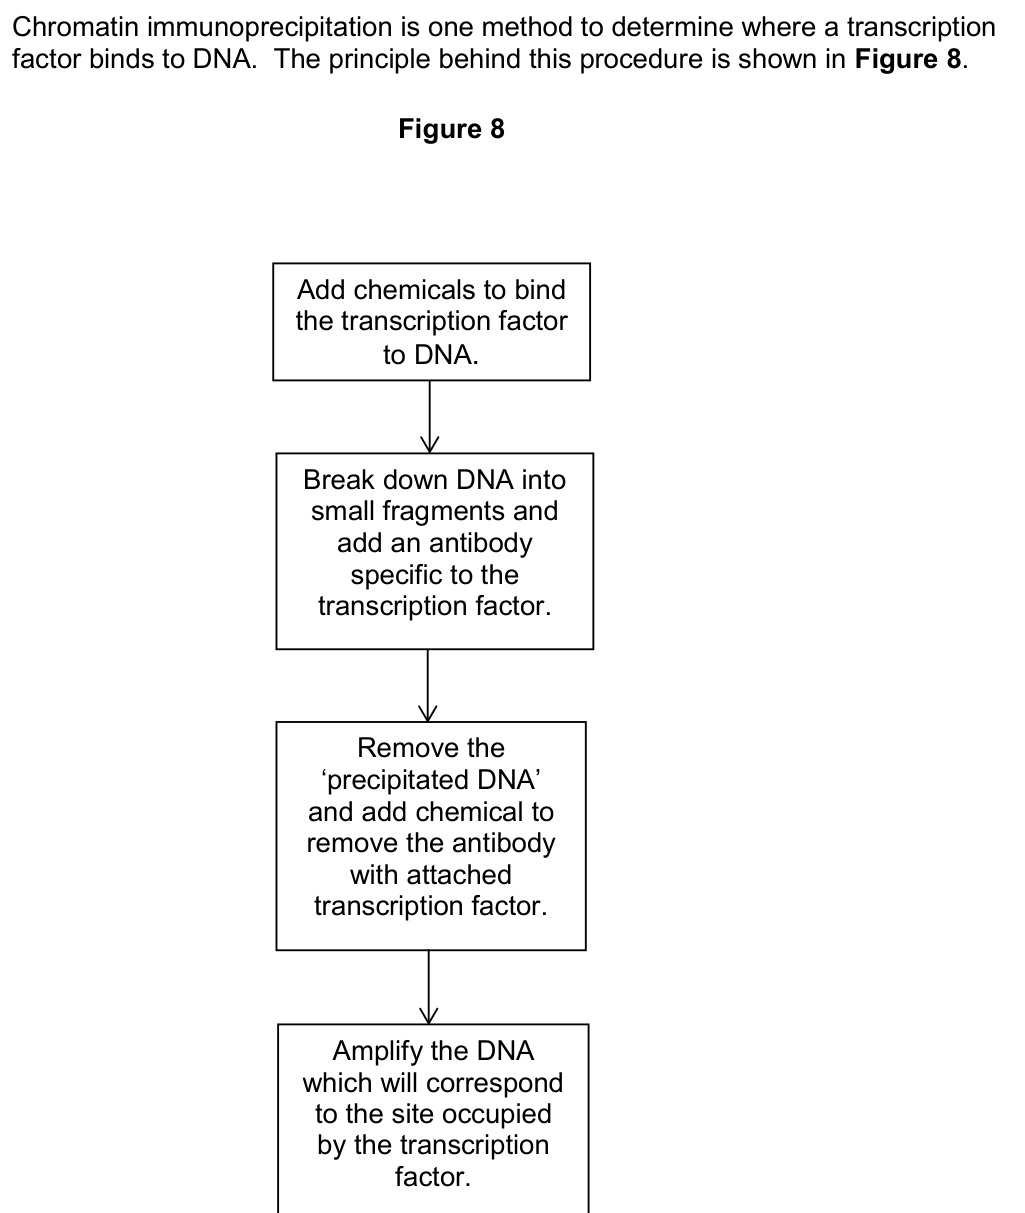 Chromatin immunoprecipitation is one method to determine where a transcription
factor binds to DNA.  The principle behind this procedure is shown in Figure 8.
Figure 8
Add chemicals to bind
the transcription factor
to DNA.
Break down DNA into
small fragments and
add an antibody
specific to the
transcription factor.
Remove the
‘precipitated DNA’
and add chemical to
remove the antibody
with attached
transcription factor.
Amplify the DNA
which will correspond
to the site occupied
by the transcription
factor.